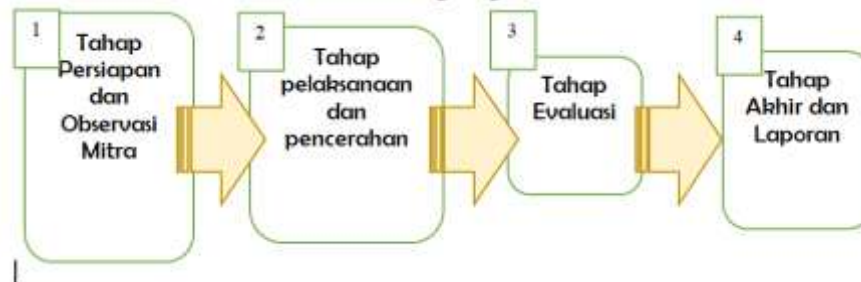 1
Tahap
Persiapan
dan
Observasi
Mitra
2
Tahap
pelaksanaan
dan
pencerahan
3
Tahap
Evaluasi
4
Tahap
Akhir dan
Laporan